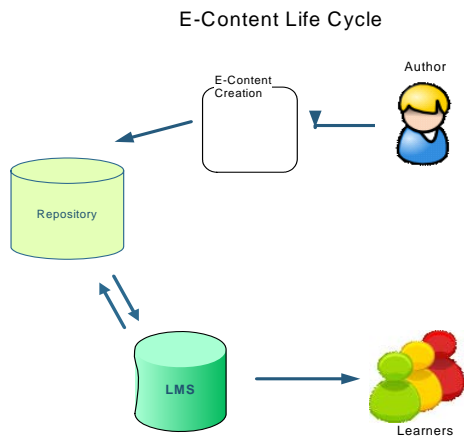 E-Content Life Cycle
Author
E-Content
Creation
Repository
LMS
Learners